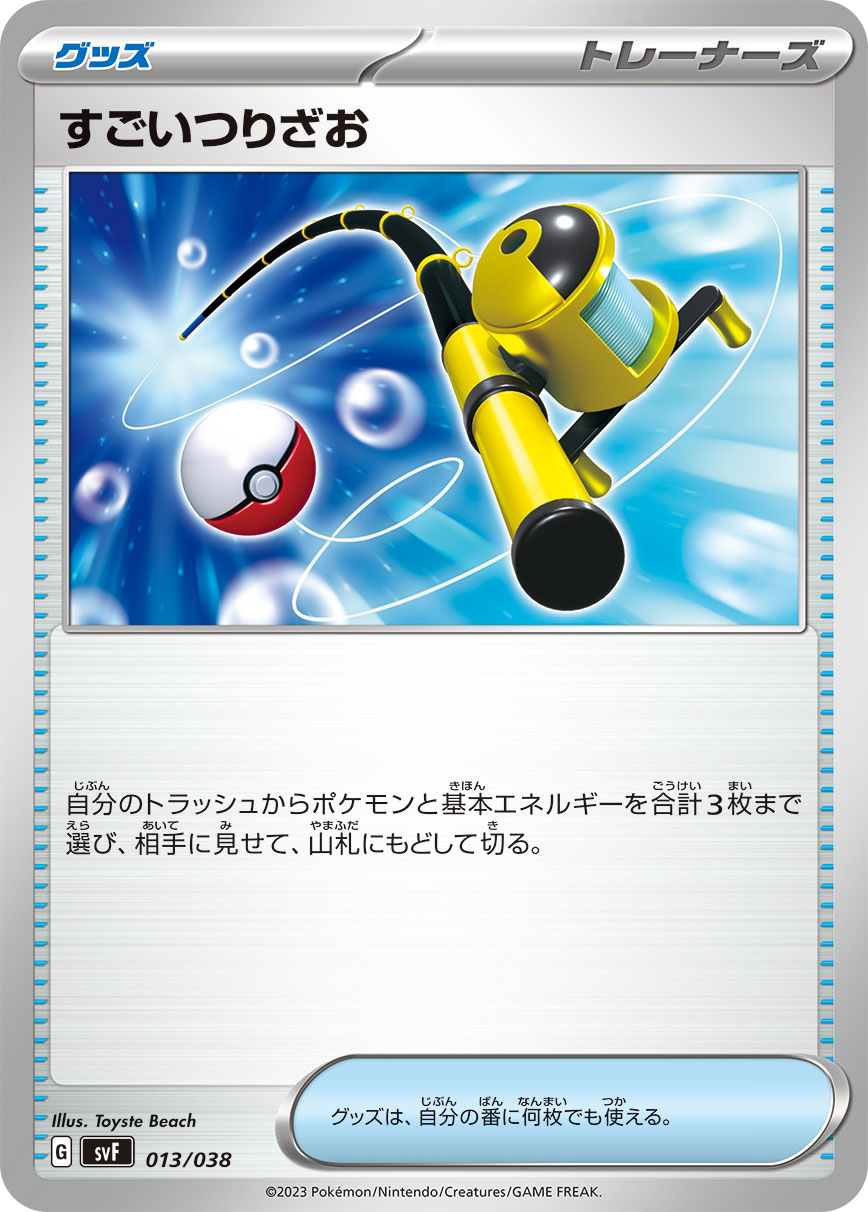 グッズ
トレーナーズ
すごいつりざお
自分のトラッシュからポケモンと基本エネルギーを合計3枚まで
選び、相手に見せて、山札にもどして切る。
グッズは、自分の番に何枚でも使える。
Illus. Toyste Beach
G svF 013/038
©2023 Pokémon/Nintendo/Creatures/GAME FREAK.